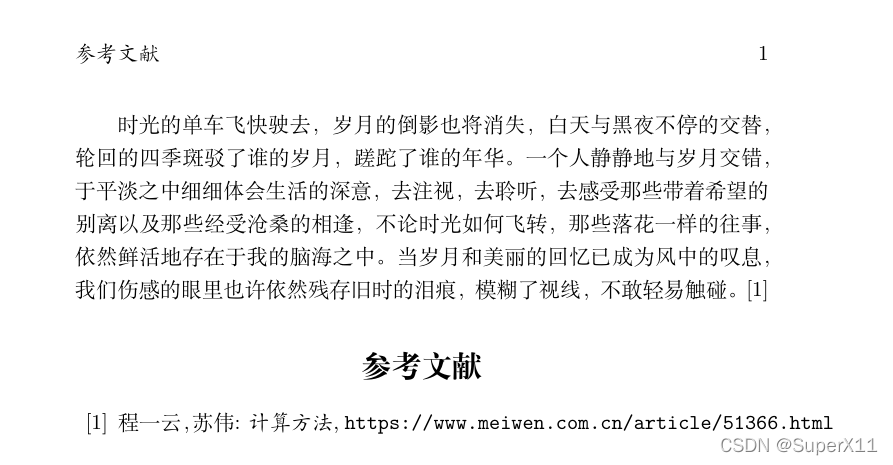 参考文献 1
时光的单车飞快驶去，岁月的倒影也将消失，白天与黑夜不停的交替，
轮回的四季斑驳了谁的岁月，蹉跎了谁的年华。一个人静静地与岁月交错，
于平淡之中细细体会生活的深意，去注视，去聆听，去感受那些带着希望的
别离以及那些经受沧桑的相逢，不论时光如何飞转，那些落花一样的往事，
依然鲜活地存在于我的脑海之中。当岁月和美丽的回忆已成为风中的叹息，
我们伤感的眼里也许依然残存旧时的泪痕，模糊了视线，不敢轻易触碰。[1]
参考文献
[1] 程一云,苏伟: 计算方法, https://www.meiwen.com.cn/article/51366.html
CSDN @SuperX11